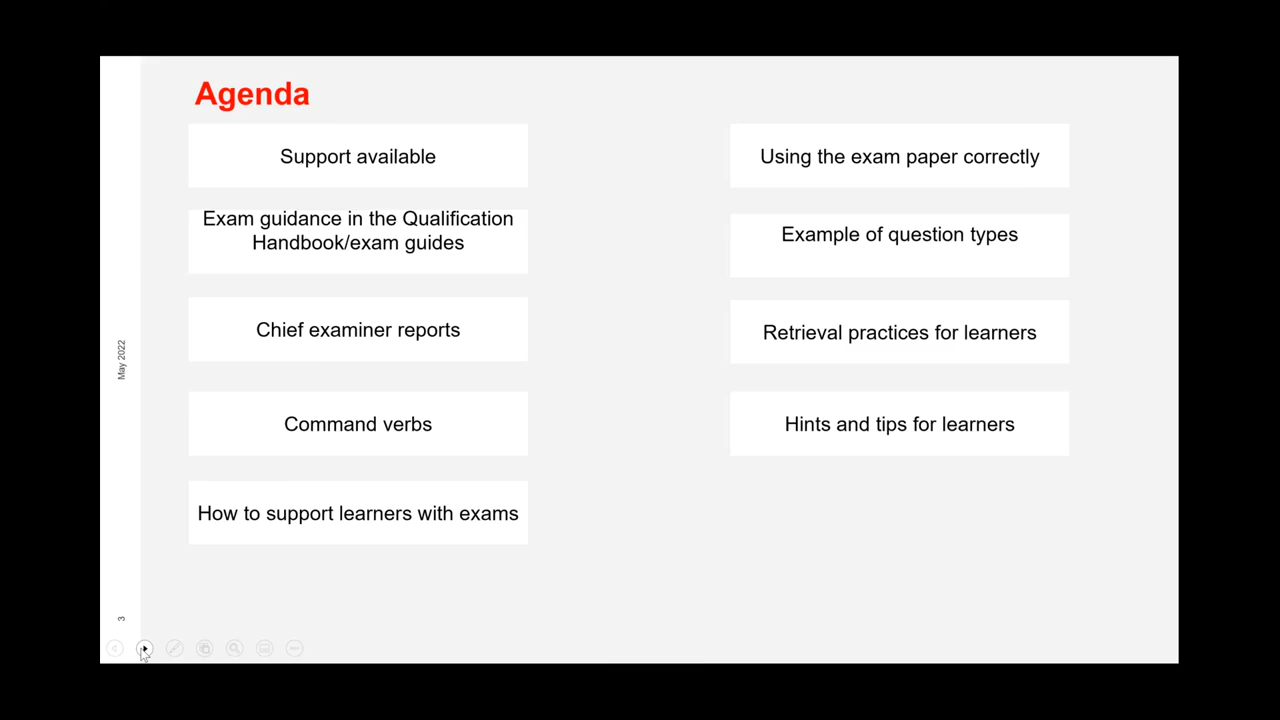 Agenda
Support available
Exam guidance in the Qualification
Handbook/exam guides
Chief examiner reports
Command verbs
How to support learners with exams
Using the exam paper correctly
Example of question types
Retrieval practices for learners
Hints and tips for learners
May 2022
3